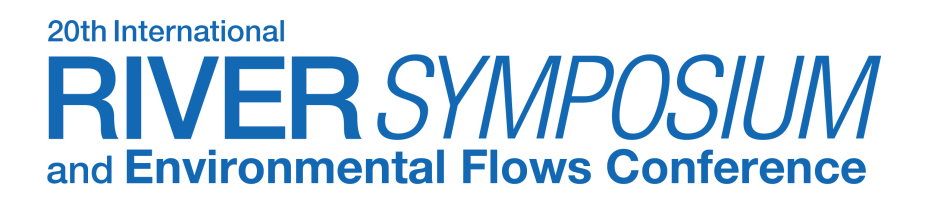 20th International
RIVER SYMPOSIUM
and Environmental Flows Conference